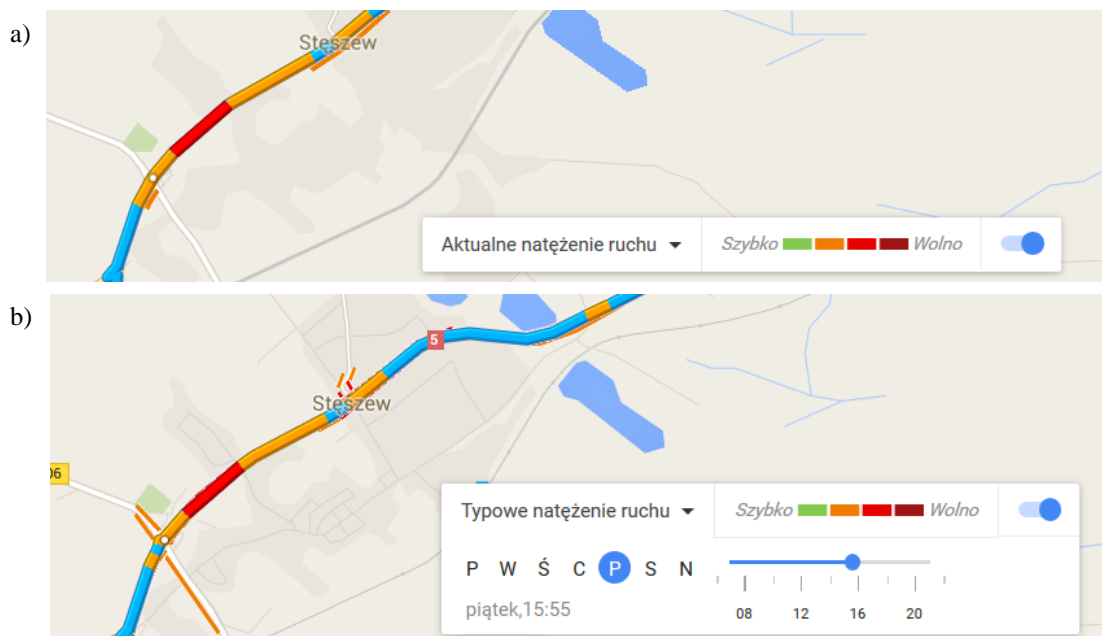 a)
Stęszew
Aktualne natężenie ruchu Szybko Wolno
b)
5
Stęszew
06
Typowe natężenie ruchu Szybko Wolno
P W Ś C P S N
piątek,15:55
08 12 16 20